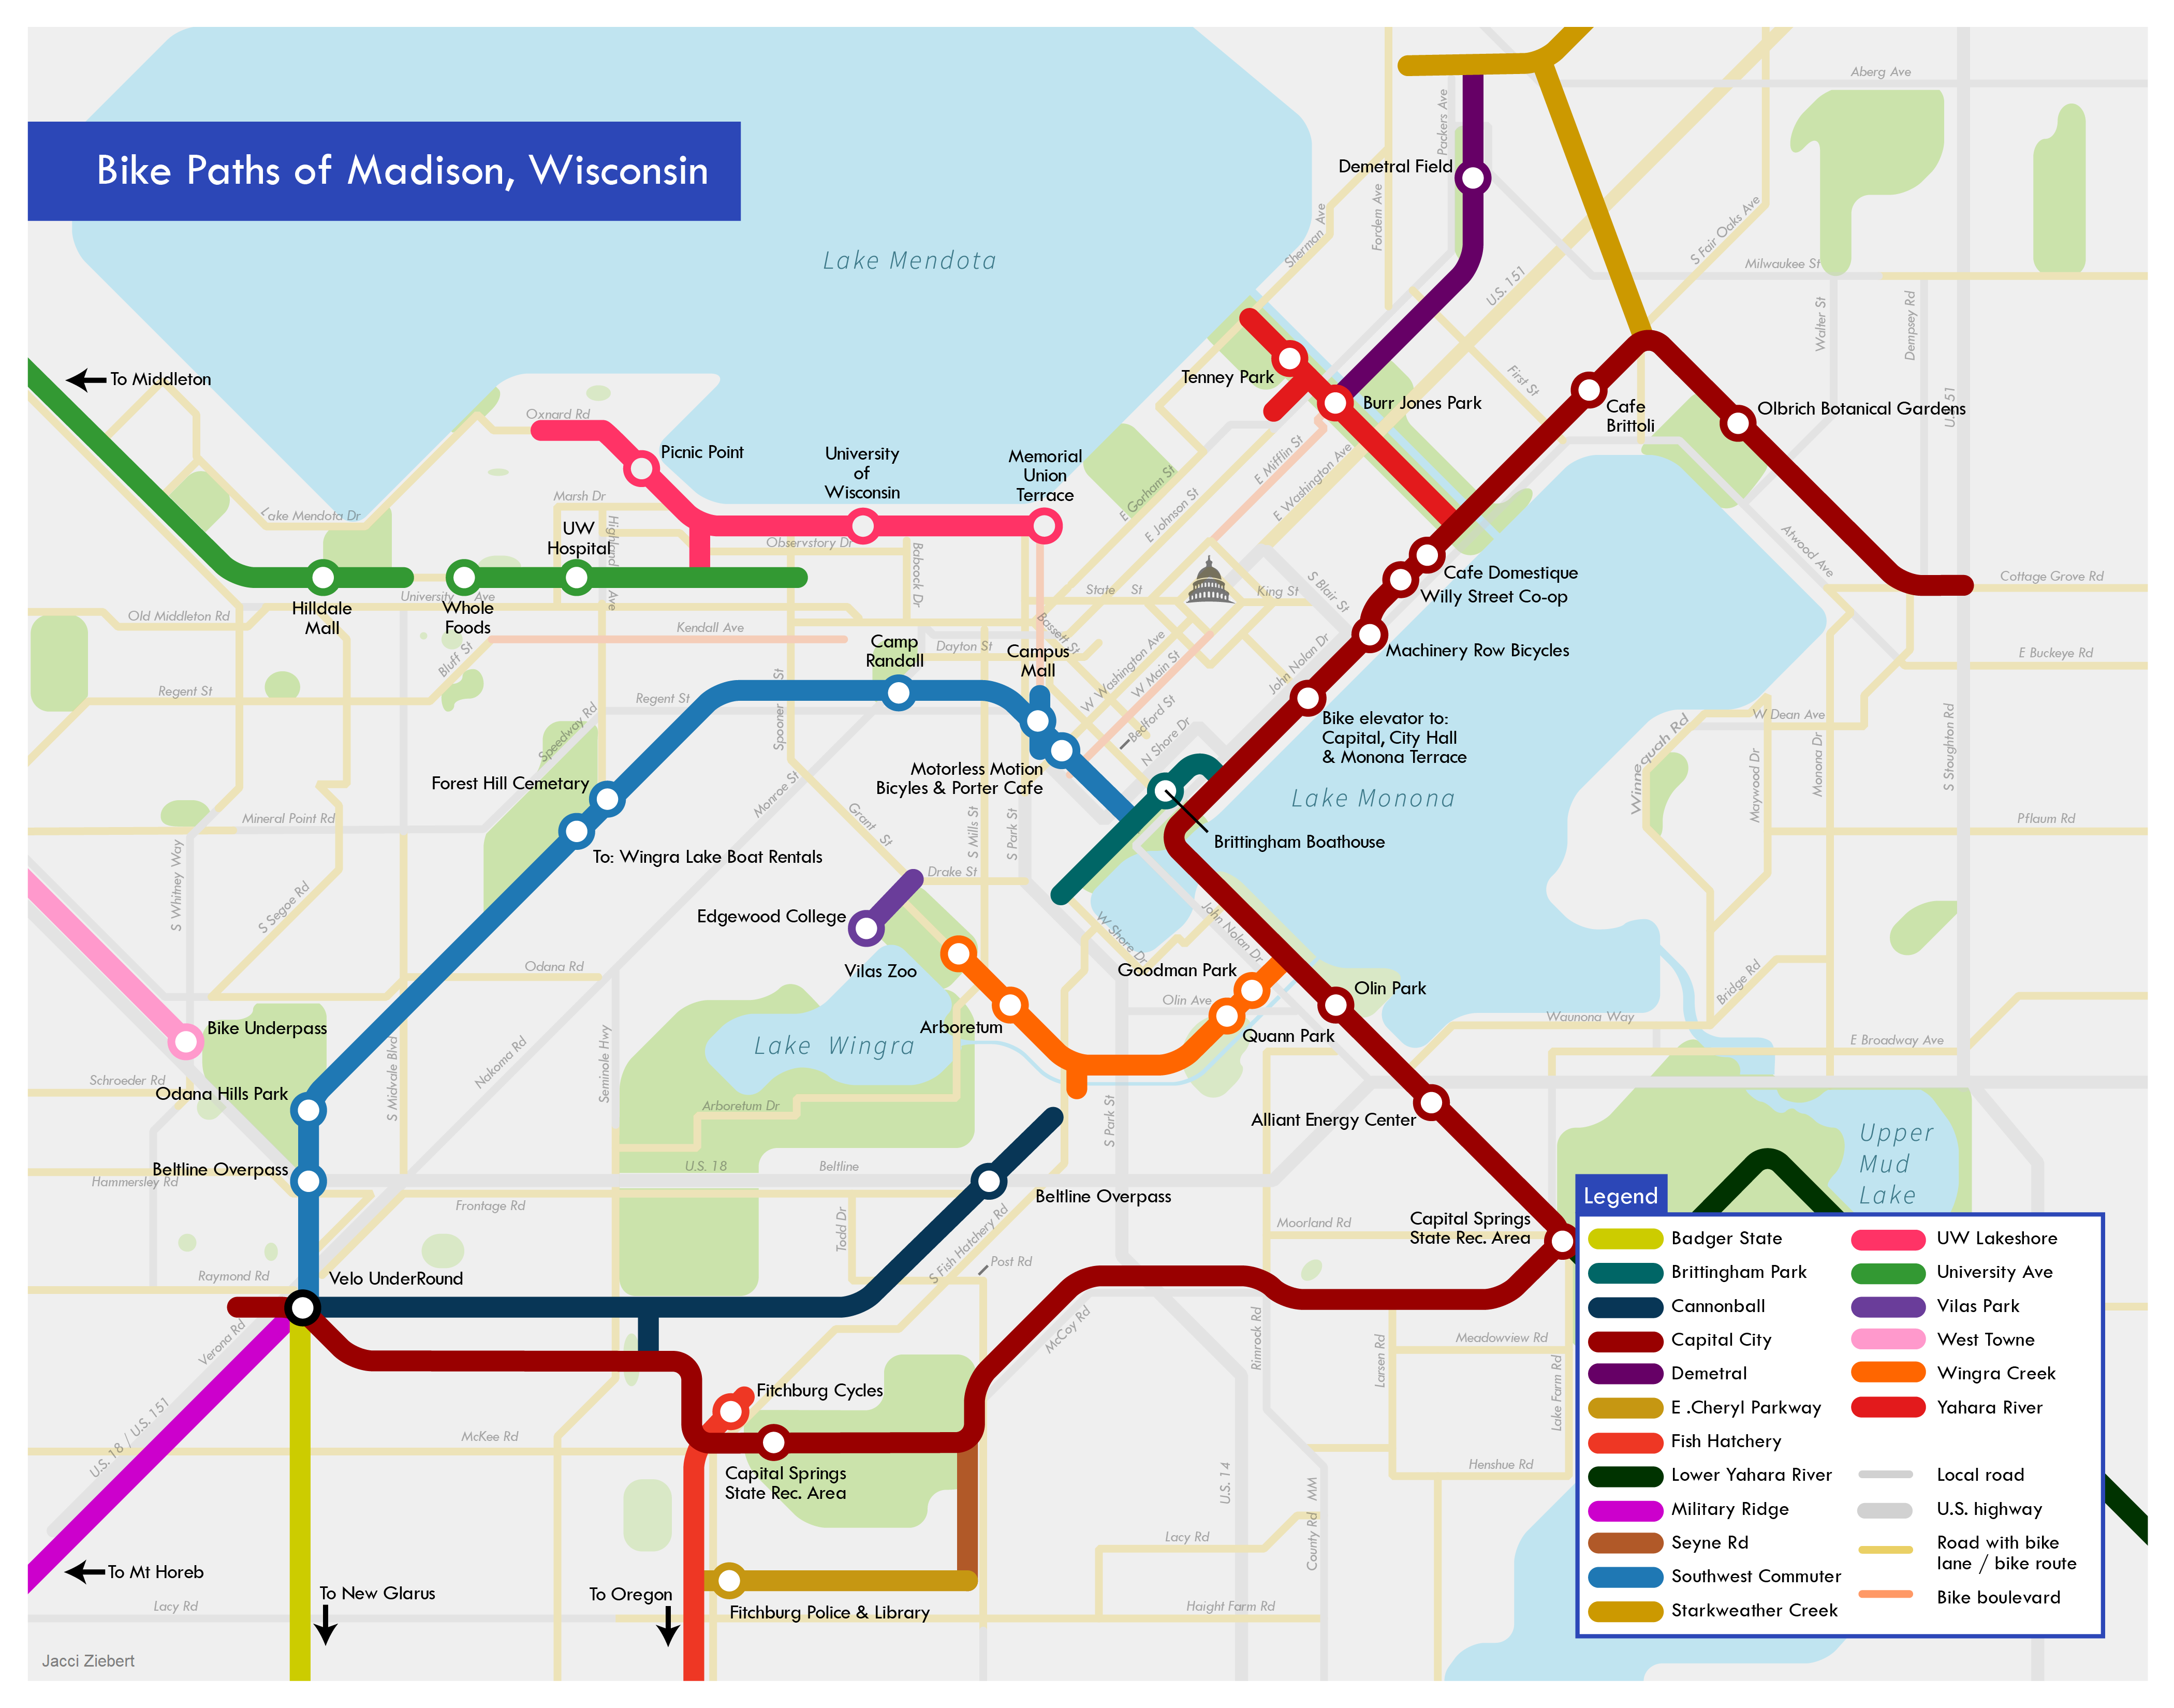 Bike Paths of Madison, Wisconsin
Aberg Ave
Packers Ave
Demetral Field
Fordem Ave
Sherman Ave
S Fair Oaks Ave
Lake Mendota
Milwaukee St
U.S. 151
Walter St
Dempsey Rd
U.S. 51
To Middleton
Tenney Park
Burr Jones Park
First St
Cafe
Brittoli
Olbrich Botanical Gardens
Oxnard Rd
Picnic Point
University
of
Wisconsin
Memorial
Union
Terrace
E Gorham St
E Johnson St
E Mifflin St
E Washington Ave
Marsh Dr
Lake Mendota Dr
UW
Hospital
Highland Ave
Observstory Dr
Babcock Dr
Atwood Ave
Cottage Grove Rd
Hilldale
Mall
University Ave
Whole
Foods
State St
King St
S Blair St
Cafe Domestique
Willy Street Co-op
Old Middleton Rd
Kendall Ave
Bluff St
Camp
Randall
Dayton St
Campus
Mall
Bassett St
W Washington Ave
W Main St
John Nolan Dr
Machinery Row Bicycles
E Buckeye Rd
Regent St
Regent St
Speedway Rd
Spooner St
Bedford St
N Shore Dr
Bike elevator to:
Capital, City Hall
& Monona Terrace
W Dean Ave
Winnequah Rd
Maywood Dr
Monona Dr
S Stoughton Rd
Forest Hill Cemetary
Motorless Motion
Bicyles & Porter Cafe
Lake Monona
Mineral Point Rd
Monroe St
Grant St
S Mills St
S Park St
Brittingham Boathouse
Pflaum Rd
To: Wingra Lake Boat Rentals
S Whitney Way
S Segoe Rd
Drake St
Edgewood College
W Shore Dr
John Nolan Dr
Odana Rd
Vilas Zoo
Goodman Park
Olin Park
Bridge Rd
Olin Ave
Waunona Way
Bike Underpass
Arboretum
Quann Park
Lake Wingra
E Broadway Ave
Schroeder Rd
Odana Hills Park
S Midvale Blvd
Nakoma Rd
Seminole Hwy
Arboretum Dr
S Park St
Alliant Energy Center
Upper
Mud
Lake
Beltline Overpass
Hammersley Rd
U.S. 18
Beltline
Frontage Rd
Beltline Overpass
Todd Dr
S Fish Hatchery Rd
Post Rd
Moorland Rd
Capital Springs
State Rec. Area
Raymond Rd
Velo UnderRound
Verona Rd
McCoy Rd
Rimrock Rd
Larsen Rd
Meadowview Rd
Lake Farm Rd
U.S. 18 / U.S. 151
Fitchburg Cycles
McKee Rd
Capital Springs
State Rec. Area
U.S. 14
County Rd MM
Henshue Rd
Lacy Rd
To Mt Horeb
To New Glarus
To Oregon
Fitchburg Police & Library
Lacy Rd
Haight Farm Rd
Jacci Ziebert
Legend
Badger State
Brittingham Park
Cannonball
Capital City
Demetral
E .Cheryl Parkway
Fish Hatchery
Lower Yahara River
Military Ridge
Seyne Rd
Southwest Commuter
Starkweather Creek
UW Lakeshore
University Ave
Vilas Park
West Towne
Wingra Creek
Yahara River
Local road
U.S. highway
Road with bike
lane / bike route
Bike boulevard